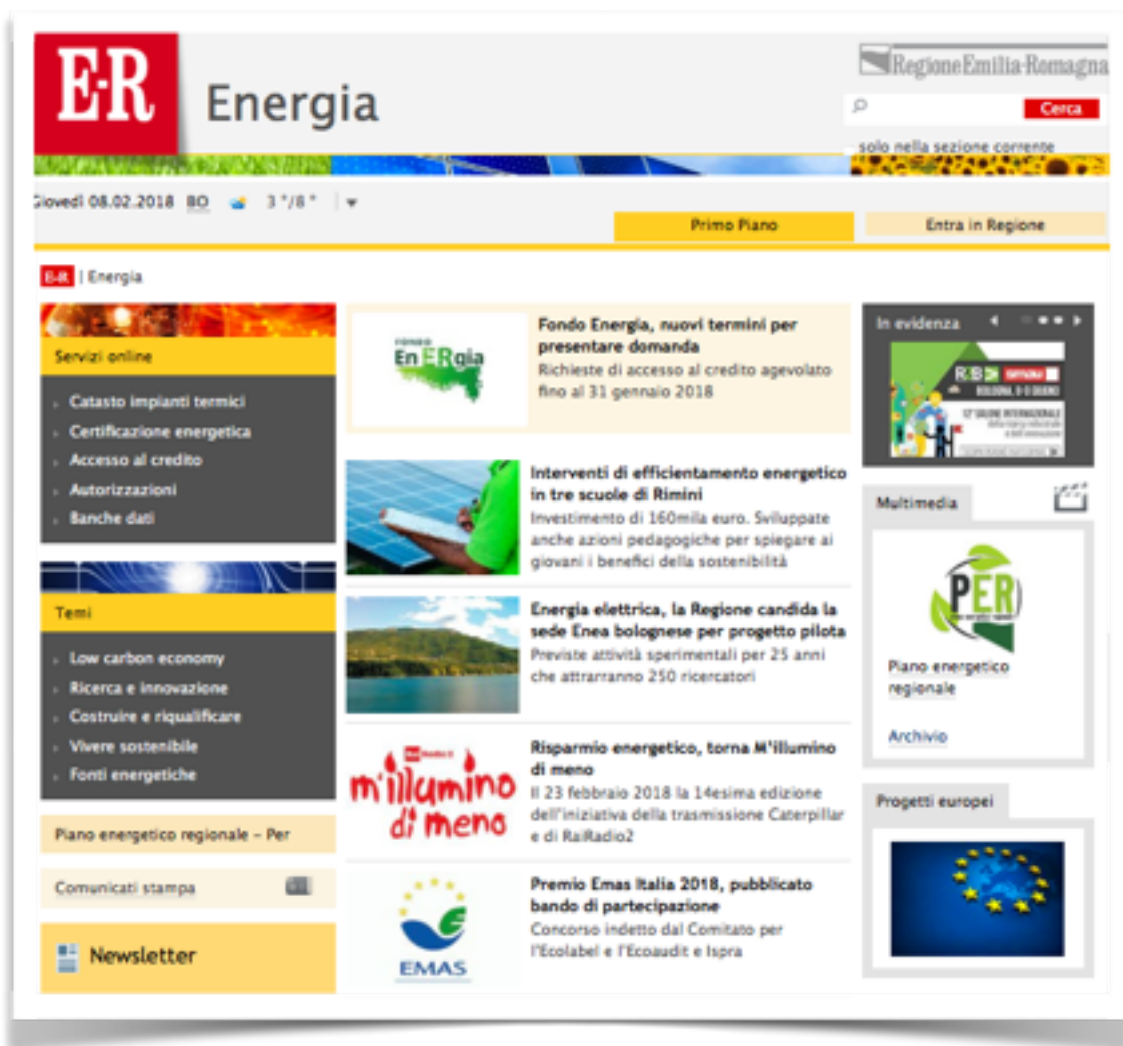 E·R
Energia
RegioneEmilia-Romagna
Cerca
solo nella sezione corrente
Giovedì 08.02.2018 BO 3°/8°
Primo Piano
Entra in Regione
E-R | Energia
Servizi online
Catasto impianti termici
Certificazione energetica
Accesso al credito
Autorizzazioni
Banche dati
Temi
Low carbon economy
Ricerca e innovazione
Costruire e riqualificare
Vivere sostenibile
Fonti energetiche
Piano energetico regionale - Per
Comunicati stampa
Newsletter
FONDO
EnERgia
Fondo Energia, nuovi termini per
presentare domanda
Richieste di accesso al credito agevolato
fino al 31 gennaio 2018
Interventi di efficientamento energetico
in tre scuole di Rimini
Investimento di 160mila euro. Sviluppate
anche azioni pedagogiche per spiegare ai
giovani i benefici della sostenibilità
Energia elettrica, la Regione candida la
sede Enea bolognese per progetto pilota
Previste attività sperimentali per 25 anni
che attrarranno 250 ricercatori
m'illumino
di meno
Risparmio energetico, torna M'illumino
di meno
Il 23 febbraio 2018 la 14esima edizione
dell'iniziativa della trasmissione Caterpillar
e di RaiRadio2
EMAS
Premio Emas Italia 2018, pubblicato
bando di partecipazione
Concorso indetto dal Comitato per
l'Ecolabel e l'Ecoaudit e Ispra
In evidenza
R2B smau
12° SALONE INTERNAZIONALE
Multimedia
PER
Piano energetico
regionale
Archivio
Progetti europei